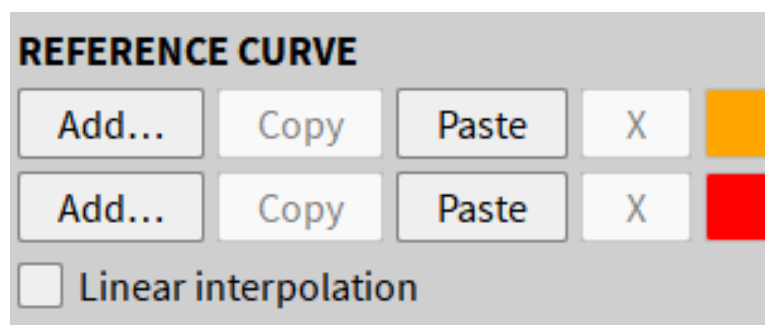 REFERENCE CURVE
Add... Copy Paste X
Add... Copy Paste X
Linear interpolation